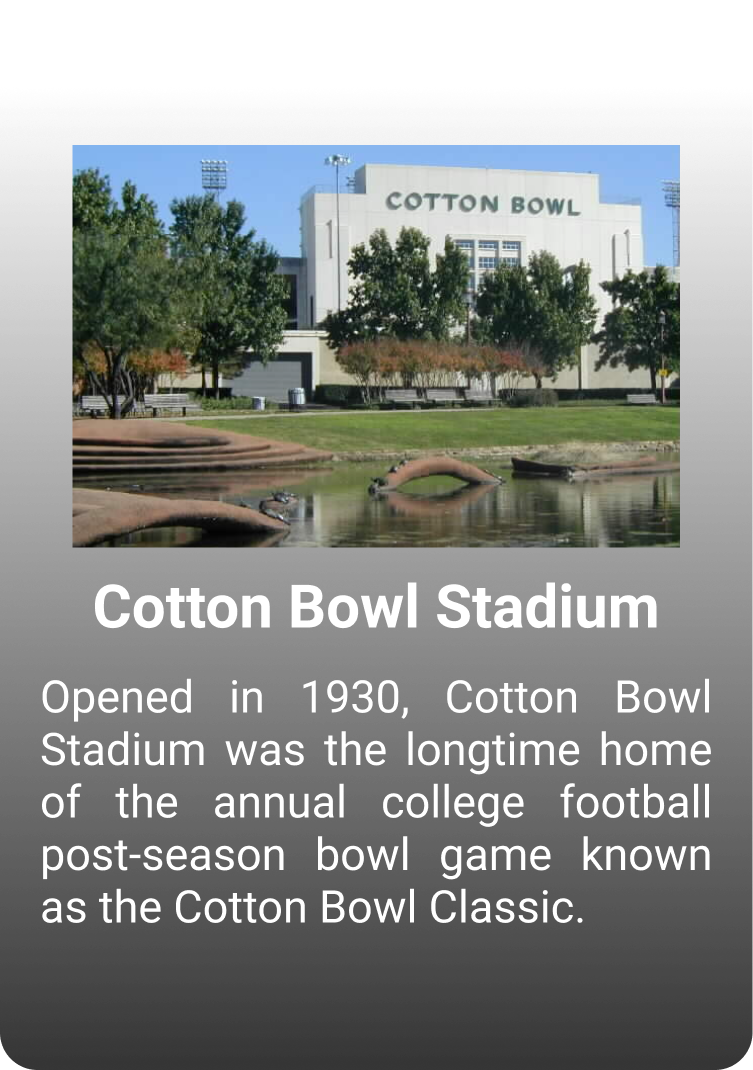 COTTON BOWL
Cotton Bowl Stadium
Opened in 1930, Cotton Bowl
Stadium was the longtime home
of the annual college football
post-season bowl game known
as the Cotton Bowl Classic.